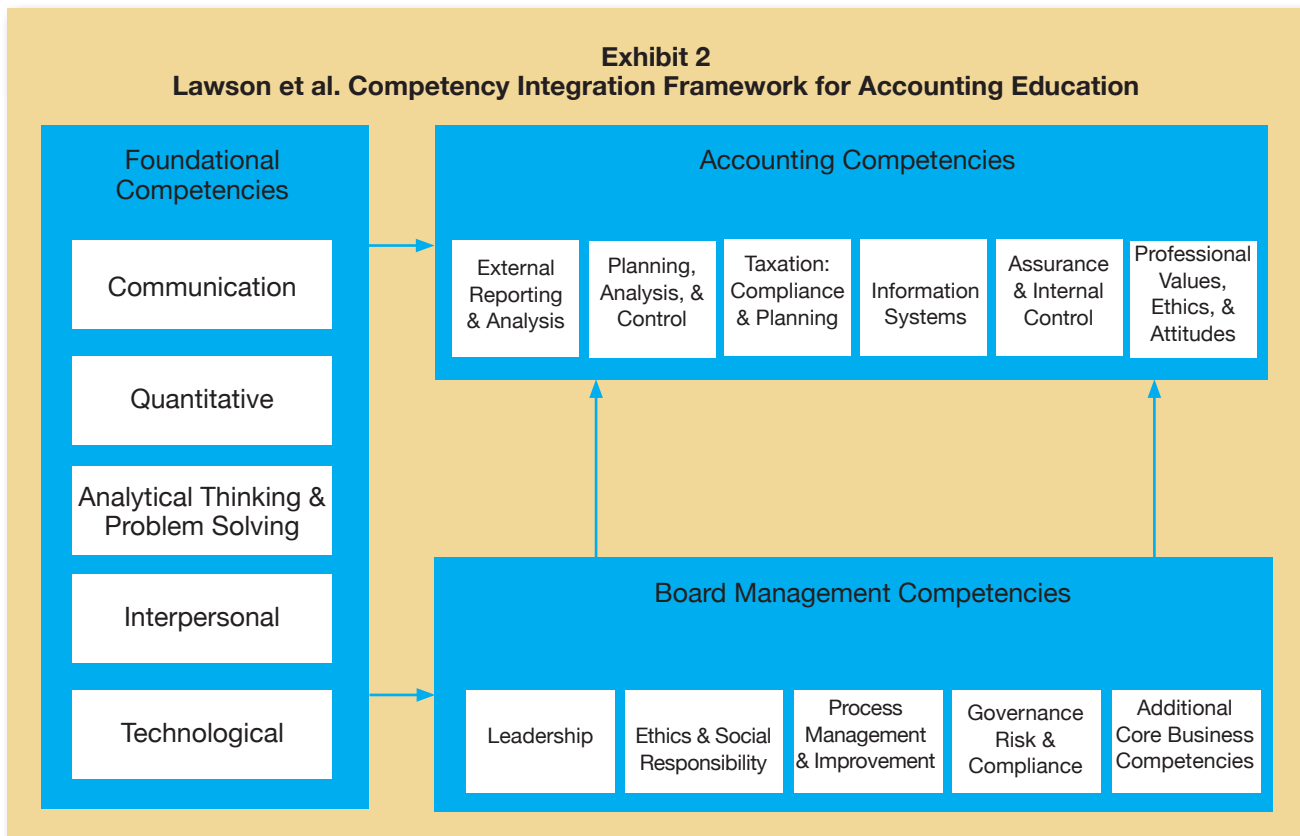 Exhibit 2
Lawson et al. Competency Integration Framework for Accounting Education
Foundational
Competencies
Communication
Quantitative
Analytical Thinking &
Problem Solving
Interpersonal
Technological
Accounting Competencies
External
Reporting
& Analysis
Planning,
Analysis, &
Control
Taxation:
Compliance
& Planning
Information
Systems
Assurance
& Internal
Control
Professional
Values,
Ethics, &
Attitudes
Board Management Competencies
Leadership
Ethics & Social
Responsibility
Process
Management
& Improvement
Governance
Risk &
Compliance
Additional
Core Business
Competencies